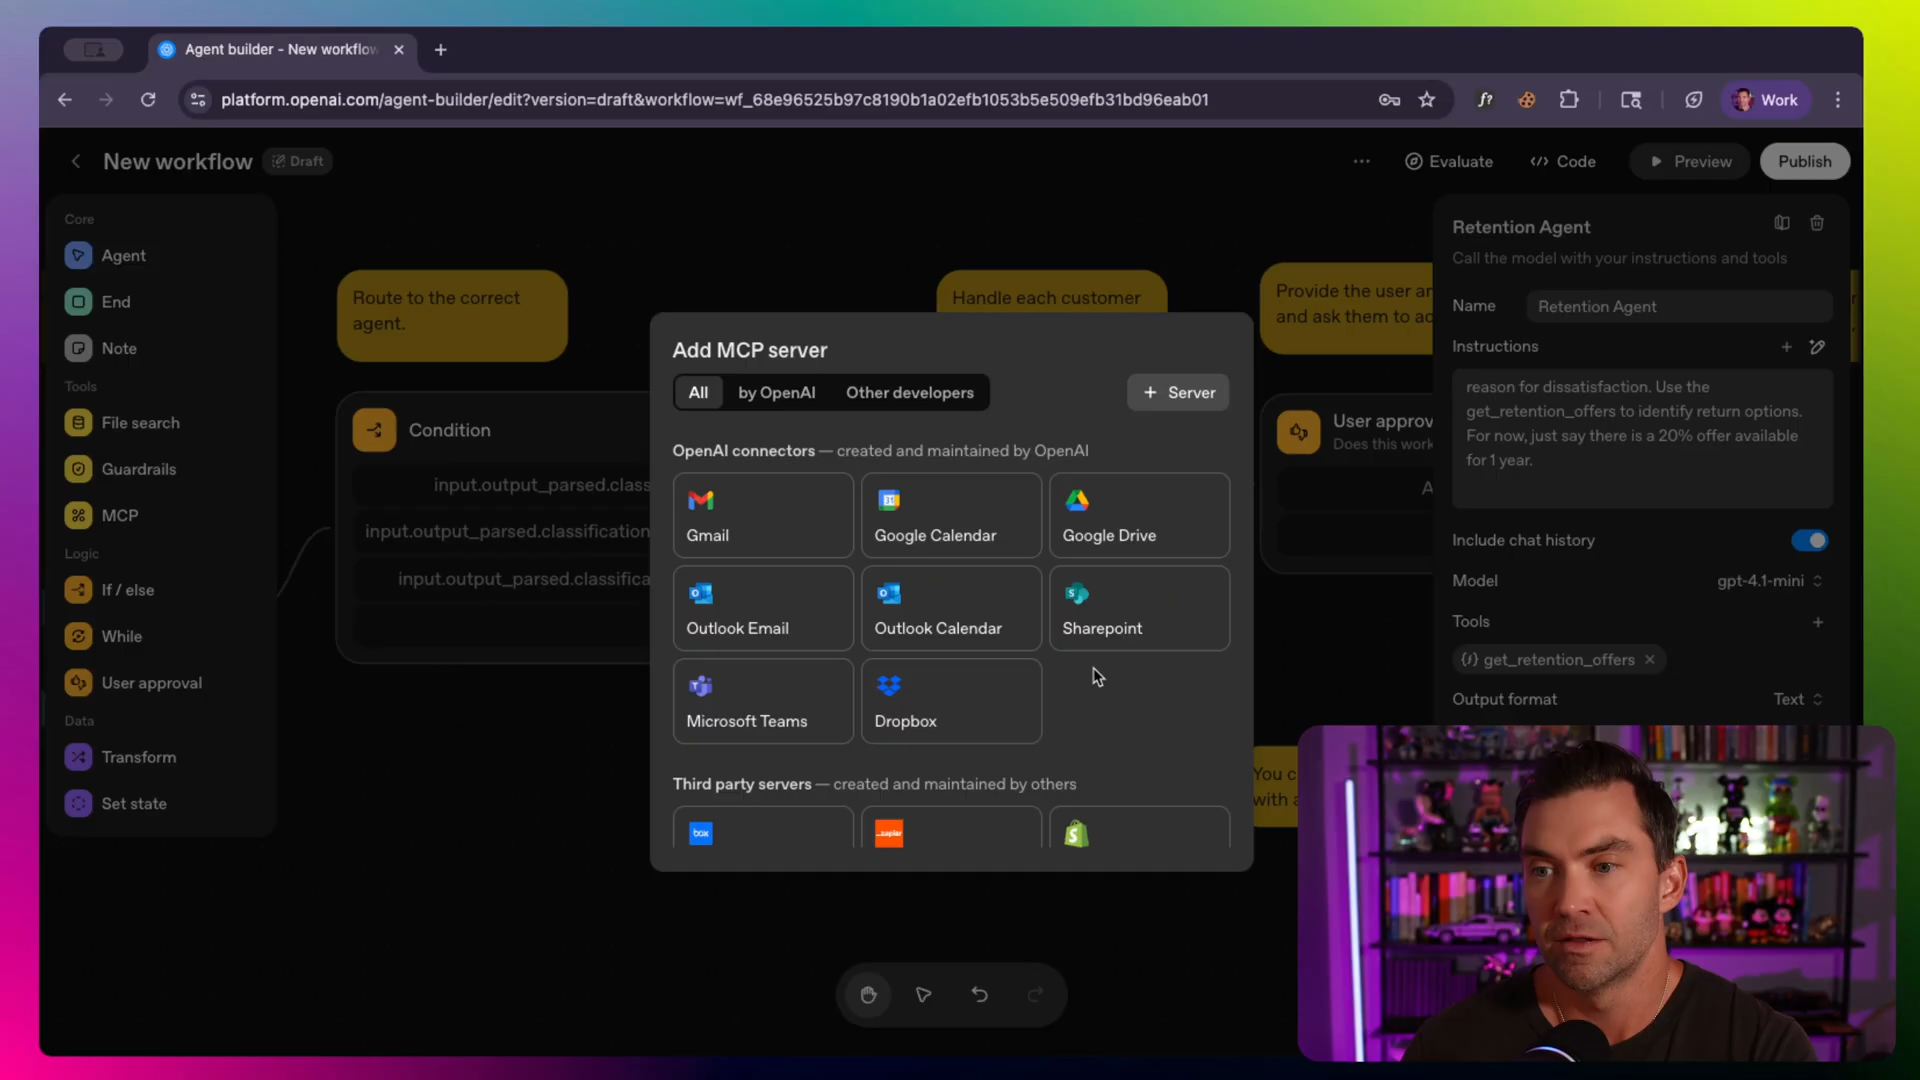 Agent builder - New workflow
platform.openai.com/agent-builder/edit?version=draft&workflow=wf_68e96525b97c8190b1a02efb1053b5e509efb31bd96eab01
f?
Work
New workflow
Draft
Evaluate
Code
Preview
Publish
Core
Agent
End
Note
Tools
File search
Guardrails
MCP
Logic
If / else
While
User approval
Data
Transform
Set state
Route to the correct
agent.
Condition
input.output_parsed.class
input.output_parsed.classification
input.output_parsed.classifica
Handle each customer
Provide the user an
and ask them to ac
User approv
Does this work
A
You c
with a
Add MCP server
All
by OpenAI
Other developers
+ Server
OpenAI connectors — created and maintained by OpenAI
Gmail
31
Google Calendar
Google Drive
Outlook Email
Outlook Calendar
Sharepoint
Microsoft Teams
Dropbox
Third party servers — created and maintained by others
box
zapier
Retention Agent
Call the model with your instructions and tools
Name
Retention Agent
Instructions
reason for dissatisfaction. Use the
get_retention_offers to identify return options.
For now, just say there is a 20% offer available
for 1 year.
Include chat history
Model
gpt-4.1-mini
Tools
get_retention_offers
Output format
Text